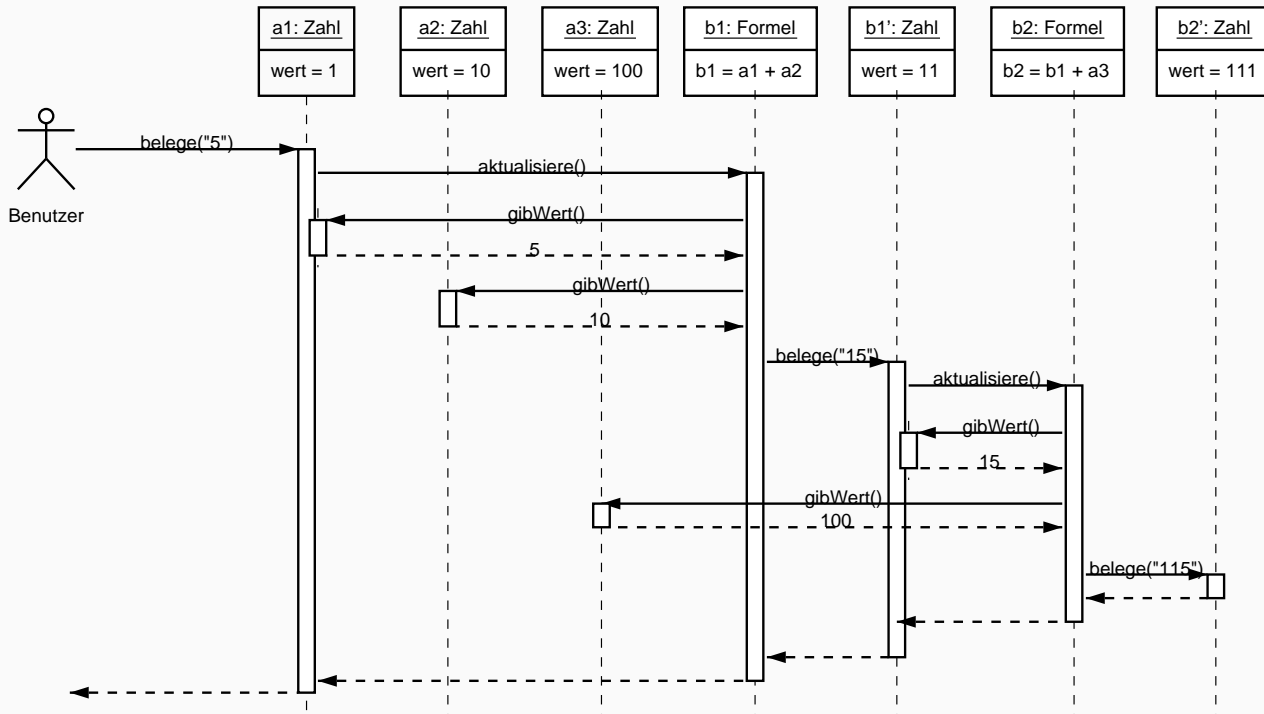 a1: Zahl
a2: Zahl
a3: Zahl
b1: Formel
b1’: Zahl
b2: Formel
b2’: Zahl
wert = 1
wert = 10
wert = 100
b1 = a1 + a2
wert = 11
b2 = b1 + a3
wert = 111
belege("5")
aktualisiere()
Benutzer
gibWert()
5
gibWert()
10
belege("15")
aktualisiere()
gibWert()
15
gibWert()
100
belege("115")